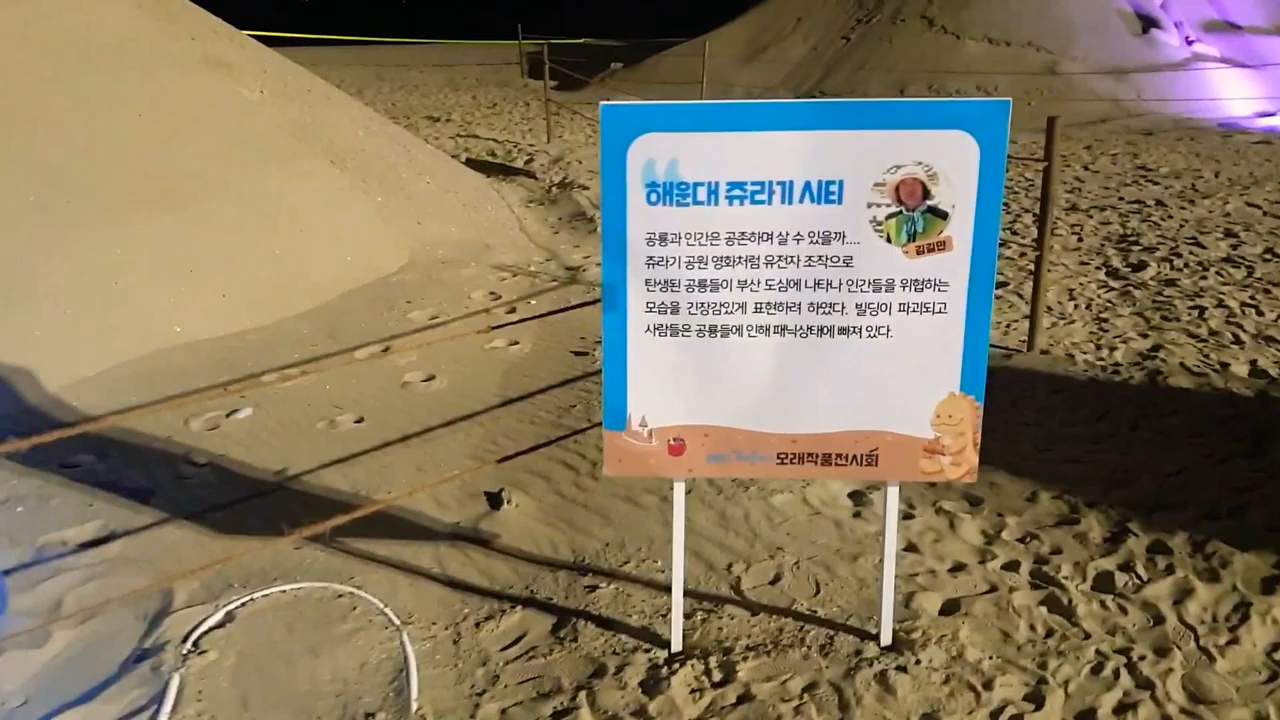 해운대 쥬라기 시티
김길만
공룡과 인간은 공존하며 살 수 있을까....
쥬라기 공원 영화처럼 유전자 조작으로
탄생된 공룡들이 부산 도심에 나타나 인간들을 위협하는
모습을 긴장감있게 표현하려 하였다. 빌딩이 파괴되고
사람들은 공룡들에 인해 패닉상태에 빠져 있다.
모래작품전시회